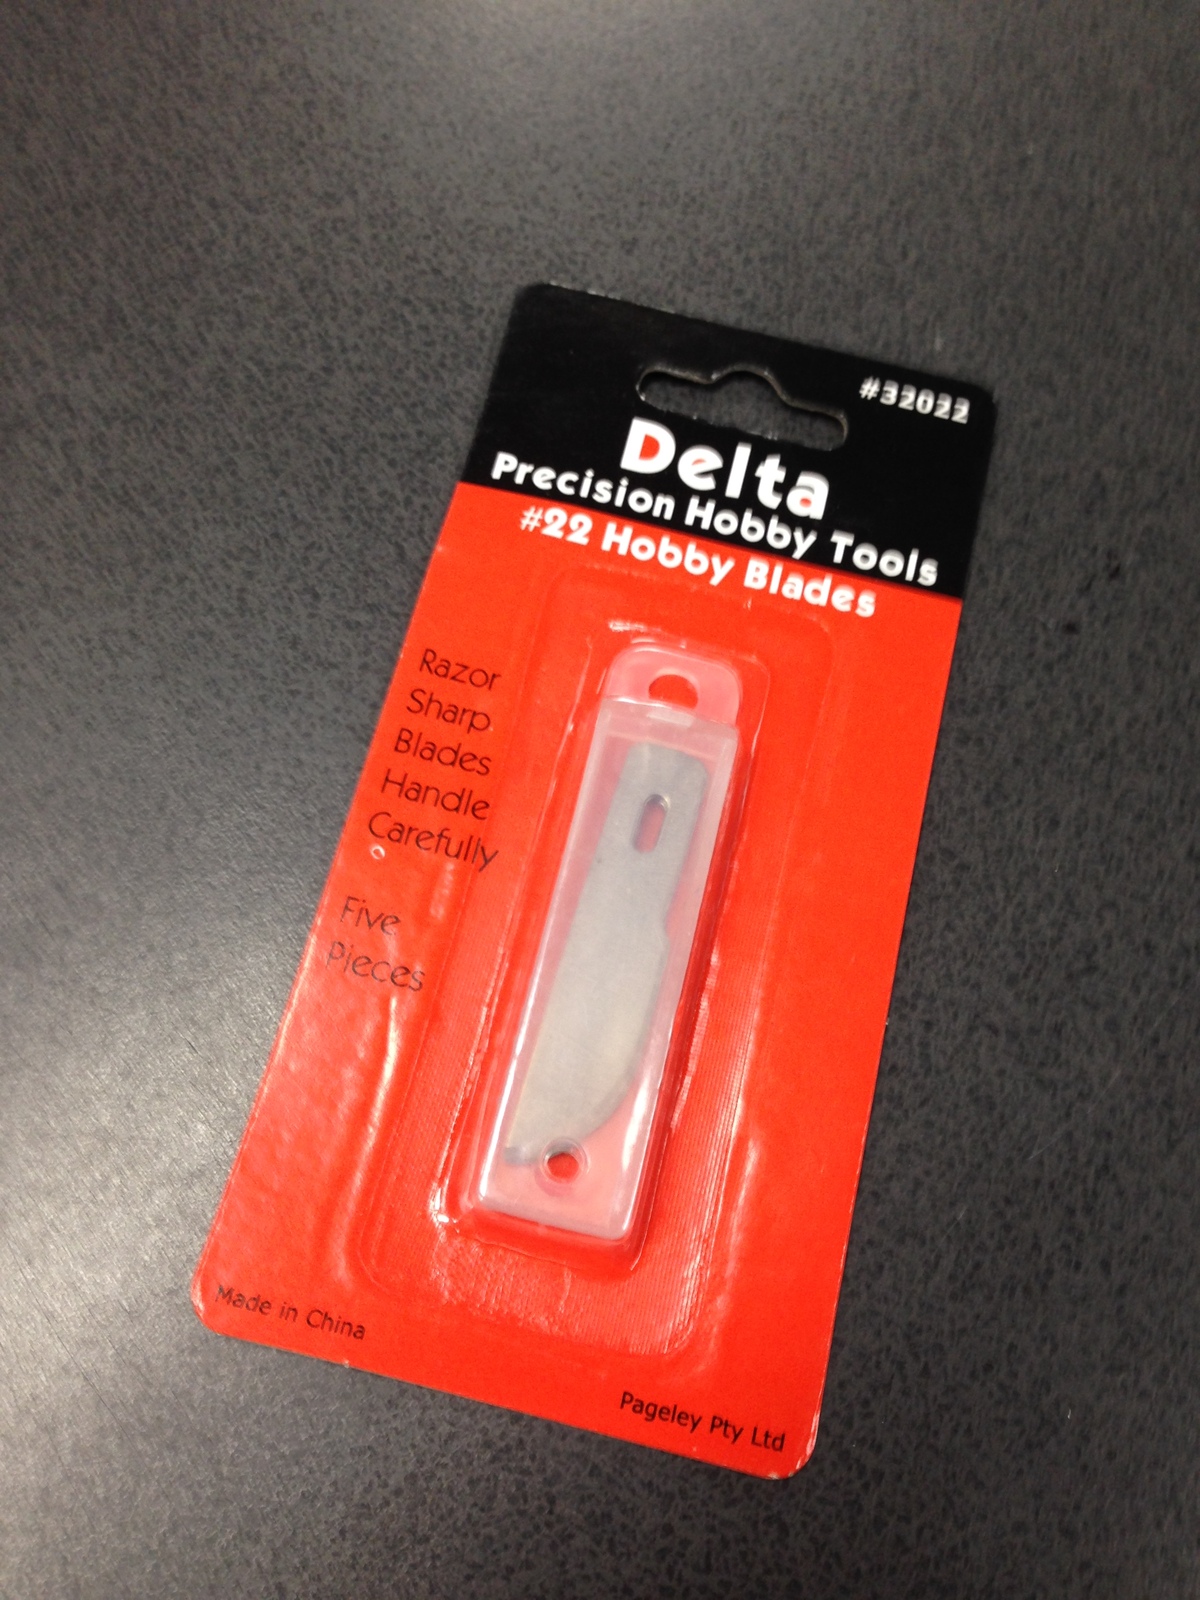 #32022
Delta
Precision Hobby Tools
#22 Hobby Blades
Razor
Sharp
Blades
Handle
Carefully
Five
Pieces
Made in China
Pageley Pty Ltd